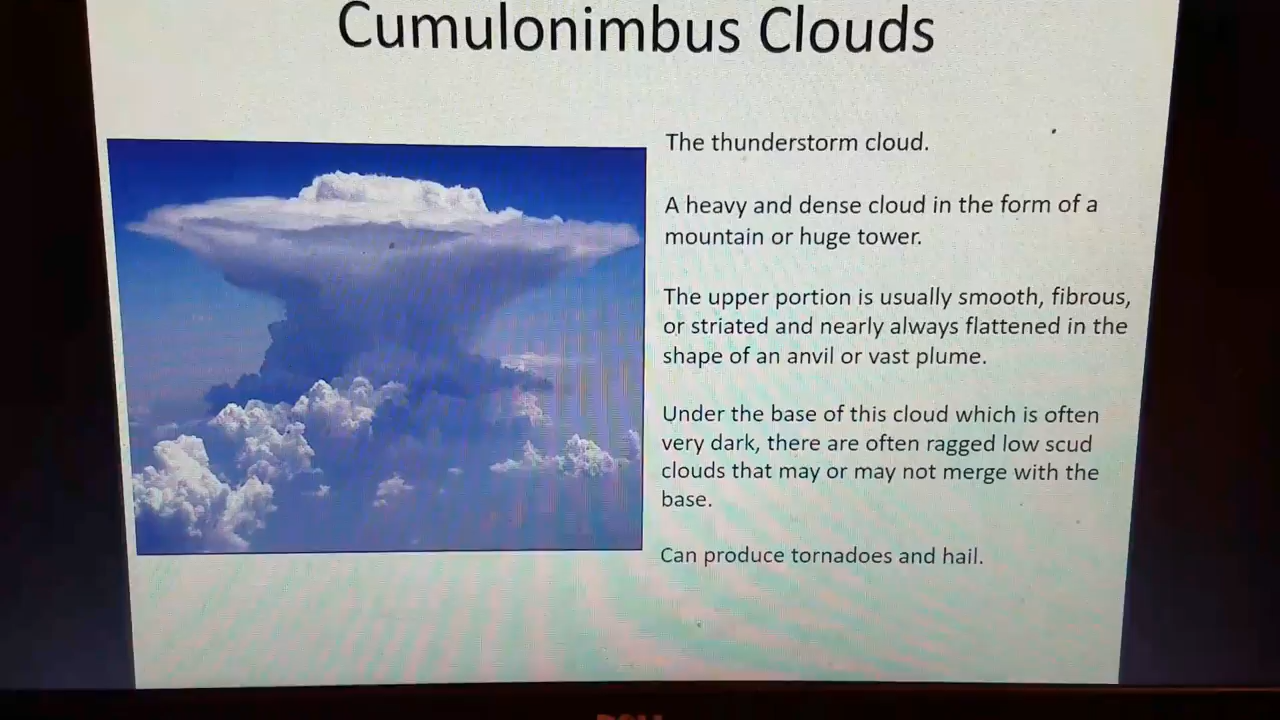 Cumulonimbus Clouds
The thunderstorm cloud.
A heavy and dense cloud in the form of a
mountain or huge tower.
The upper portion is usually smooth, fibrous,
or striated and nearly always flattened in the
shape of an anvil or vast plume.
Under the base of this cloud which is often
very dark, there are often ragged low scud
clouds that may or may not merge with the
base.
Can produce tornadoes and hail.